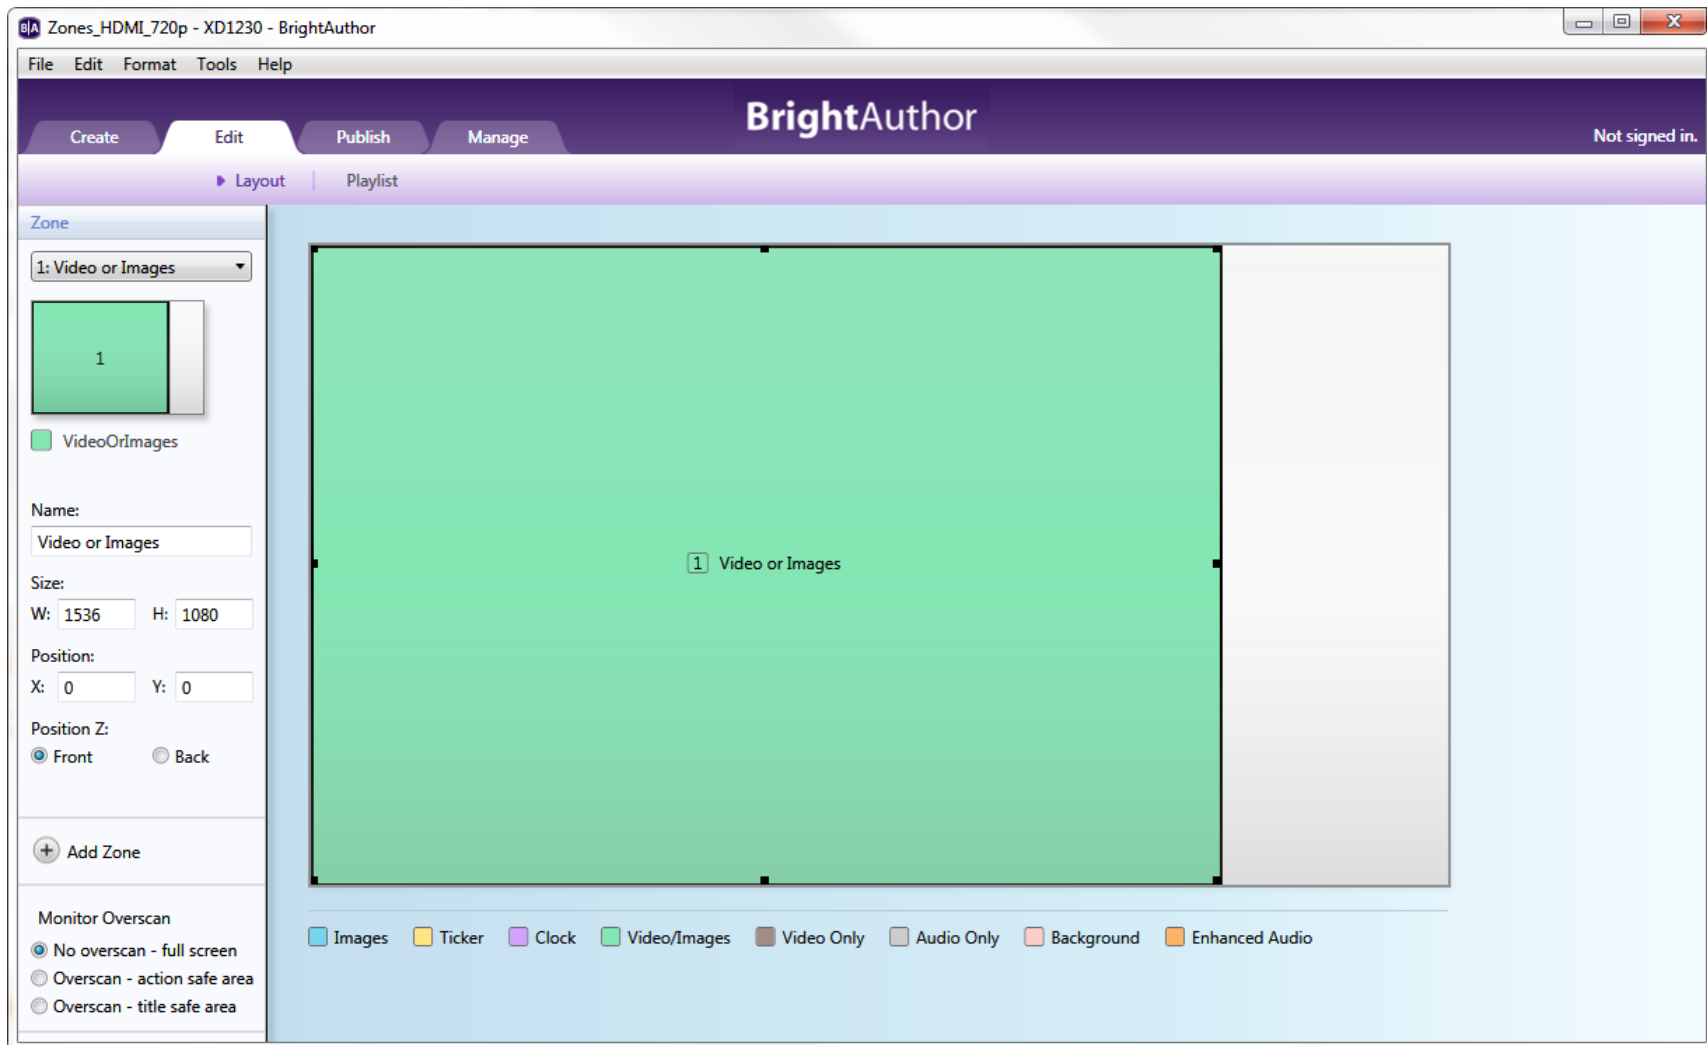 B|A Zones_HDMI_720p - XD1230 - BrightAuthor
File Edit Format Tools Help
BrightAuthor
Create Edit Publish Manage
Not signed in.
Layout Playlist
Zone
1: Video or Images
1
VideoOrImages
Name:
Video or Images
Size:
W: 1536 H: 1080
Position:
X: 0 Y: 0
Position Z:
Front Back
+ Add Zone
Monitor Overscan
No overscan - full screen
Overscan - action safe area
Overscan - title safe area
1 Video or Images
Images Ticker Clock Video/Images Video Only Audio Only Background Enhanced Audio